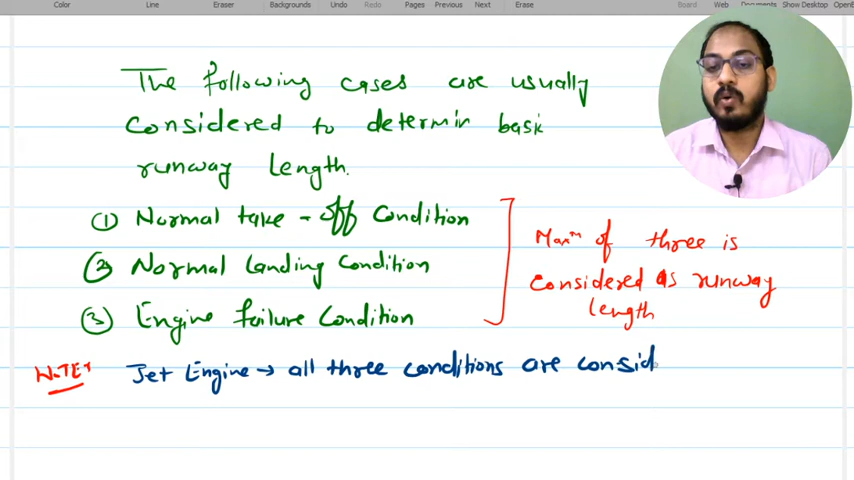 Color Line Eraser Backgrounds Undo Redo Pages Previous Next Erase Board Web Documents Show Desktop OpenB
The following cases are usually
considered to determin basic
runway length.
① Normal take-off condition
② Normal landing condition
③ Engine failure condition
Maxᵐ of three is
considered as runway
length
NOTE: Jet Engine → all three conditions are consid